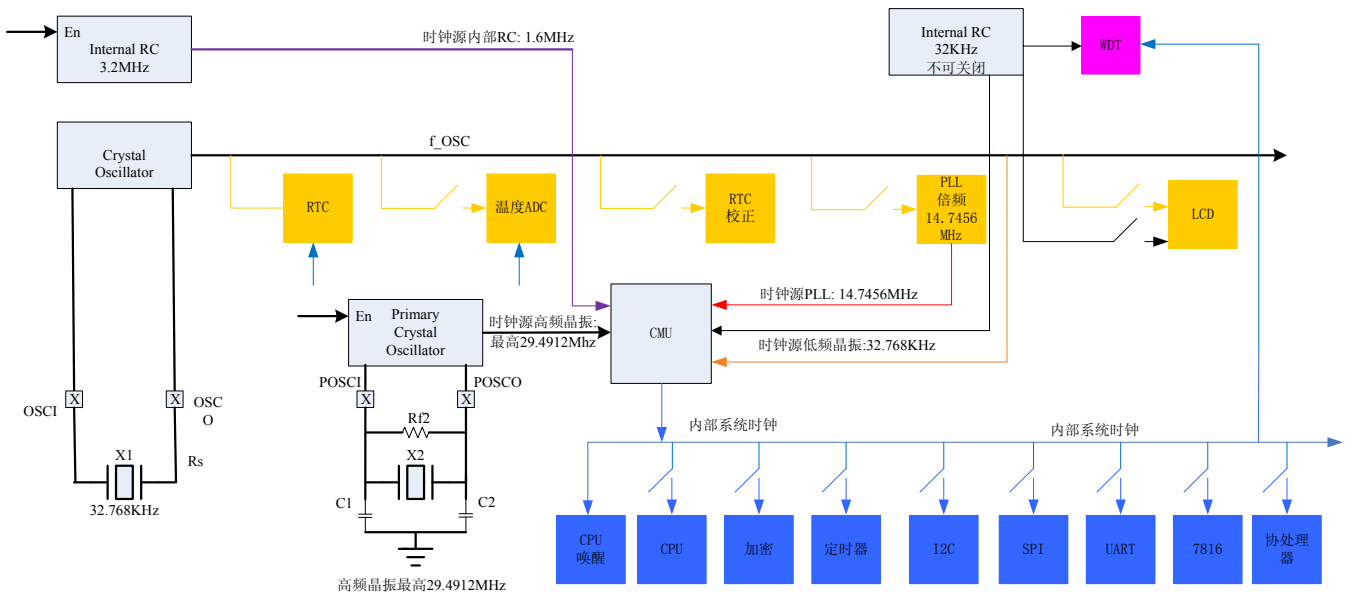 En
Internal RC
3.2MHz
时钟源内部RC: 1.6MHz
Internal RC
32KHz
不可关闭
WDT
Crystal
Oscillator
f_OSC
RTC
温度ADC
RTC
校正
PLL
倍频
14.7456
MHz
LCD
En
Primary
Crystal
Oscillator
时钟源高频晶振:
最高29.4912Mhz
CMU
时钟源PLL: 14.7456MHz
时钟源低频晶振:32.768KHz
POSCI
POSCO
X
X
OSCI
X
X
OSC
O
Rf2
X1
Rs
32.768KHz
X2
C1
C2
高频晶振最高29.4912MHz
内部系统时钟
内部系统时钟
CPU
唤醒
CPU
加密
定时器
I2C
SPI
UART
7816
协处理
器